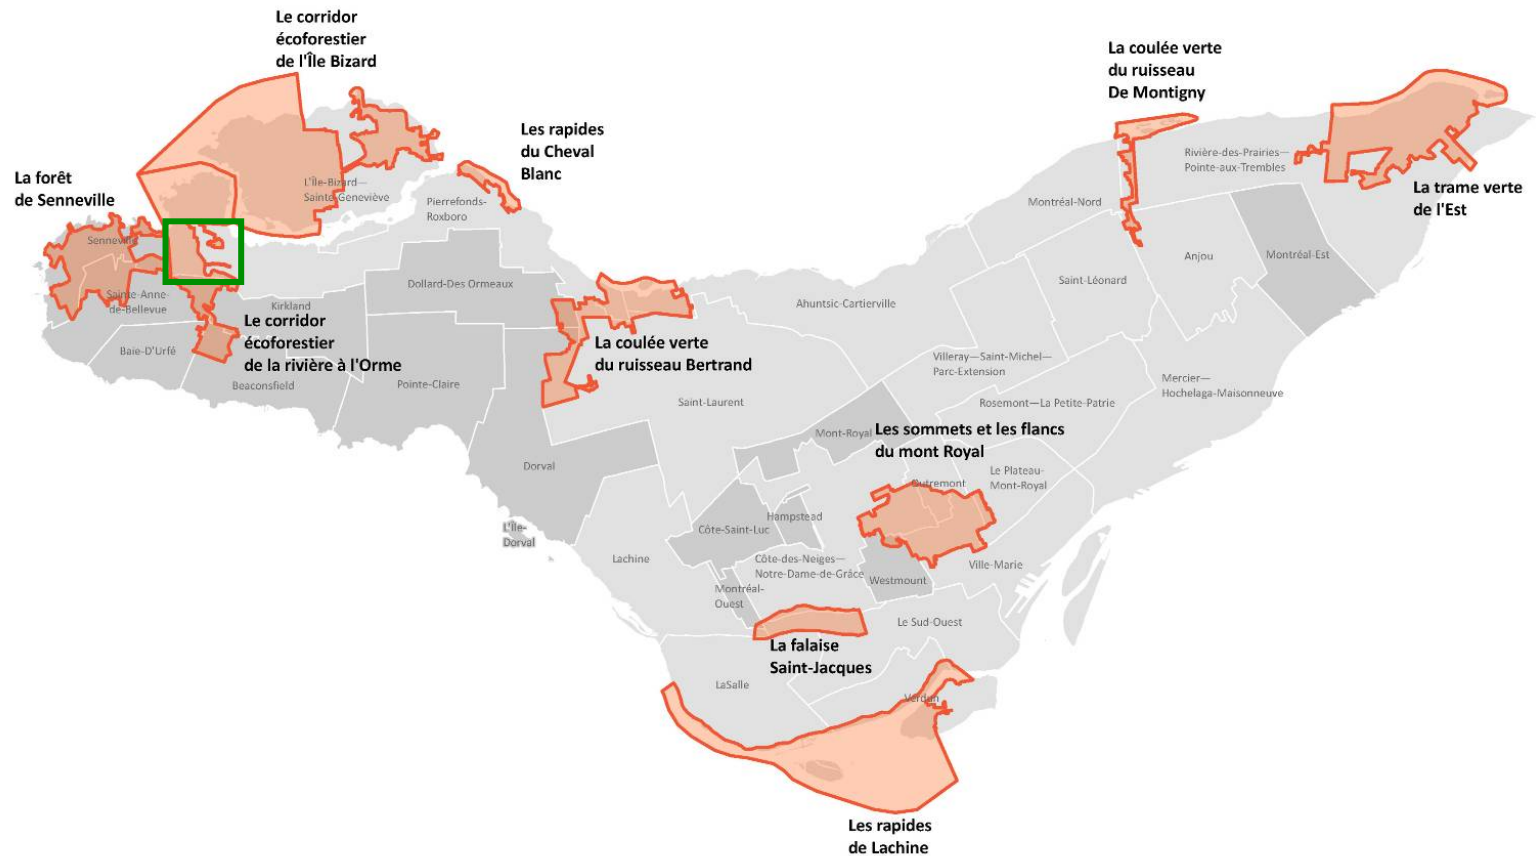 Le corridor
écoforestier
de l'Île Bizard
La coulée verte
du ruisseau
De Montigny
Les rapides
du Cheval
Blanc
La forêt
de Senneville
L'Île-Bizard—
Sainte-Geneviève
Pierrefonds-
Roxboro
Rivière-des-Prairies—
Pointe-aux-Trembles
La trame verte
de l'Est
Montréal-Nord
Senneville
Anjou
Montréal-Est
Saint-Léonard
Dollard-Des Ormeaux
Sainte-Anne-
de-Bellevue
Kirkland
Ahuntsic-Cartierville
Le corridor
écoforestier
de la rivière à l'Orme
La coulée verte
du ruisseau Bertrand
Baie-D'Urfé
Beaconsfield
Pointe-Claire
Villeray—Saint-Michel—
Parc-Extension
Mercier—
Hochelaga-Maisonneuve
Saint-Laurent
Rosemont—La Petite-Patrie
Mont-Royal
Les sommets et les flancs
du mont Royal
Dorval
Le Plateau-
Mont-Royal
Outremont
L'Île-
Dorval
Hampstead
Côte-Saint-Luc
Lachine
Côte-des-Neiges—
Notre-Dame-de-Grâce
Ville-Marie
Westmount
Montréal-
Ouest
Le Sud-Ouest
La falaise
Saint-Jacques
LaSalle
Verdun
Les rapides
de Lachine